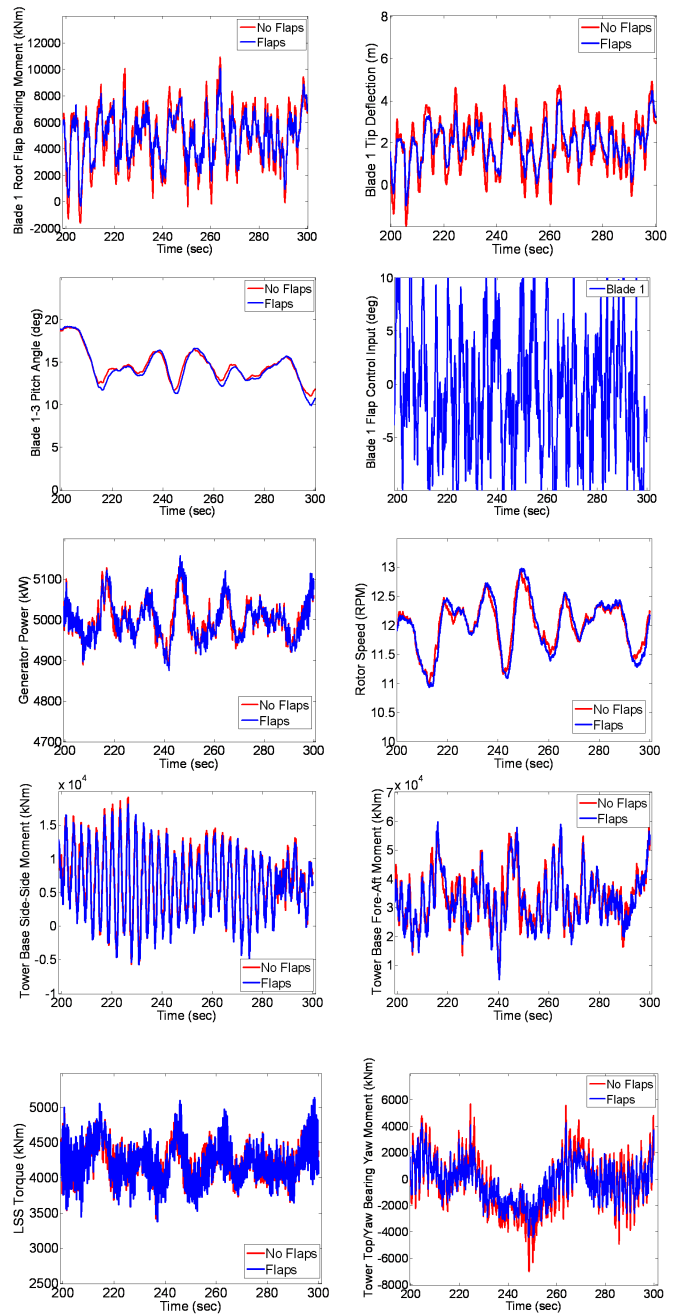 Blade 1 Root Flap Bending Moment (kNm)
12000
10000
8000
6000
4000
2000
0
-2000
200 220 240 260 280 300
Time (sec)
No Flaps
Flaps
Blade 1 Tip Deflection (m)
8
6
4
2
0
200 220 240 260 280 300
Time (sec)
No Flaps
Flaps
Blade 1-3 Pitch Angle (deg)
25
20
15
10
5
0
200 220 240 260 280 300
Time (sec)
No Flaps
Flaps
Blade 1 Flap Control Input (deg)
10
5
0
-5
200 220 240 260 280 300
Time (sec)
Blade 1
Generator Power (kW)
5100
5000
4900
4800
4700
200 220 240 260 280 300
Time (sec)
No Flaps
Flaps
Rotor Speed (RPM)
13
12.5
12
11.5
11
10.5
10
200 220 240 260 280 300
Time (sec)
No Flaps
Flaps
Tower Base Side-Side Moment (kNm)
x 10⁴
1.5
1
0.5
0
-0.5
-1
200 220 240 260 280 300
Time (sec)
No Flaps
Flaps
Tower Base Fore-Aft Moment (kNm)
x 10⁴
7
6
5
4
3
2
1
0
200 220 240 260 280 300
Time (sec)
No Flaps
Flaps
LSS Torque (kNm)
5000
4500
4000
3500
3000
2500
200 220 240 260 280 300
Time (sec)
No Flaps
Flaps
Tower Top/Yaw Bearing Yaw Moment (kNm)
8000
6000
4000
2000
0
-2000
-4000
-6000
-8000
200 220 240 260 280 300
Time (sec)
No Flaps
Flaps